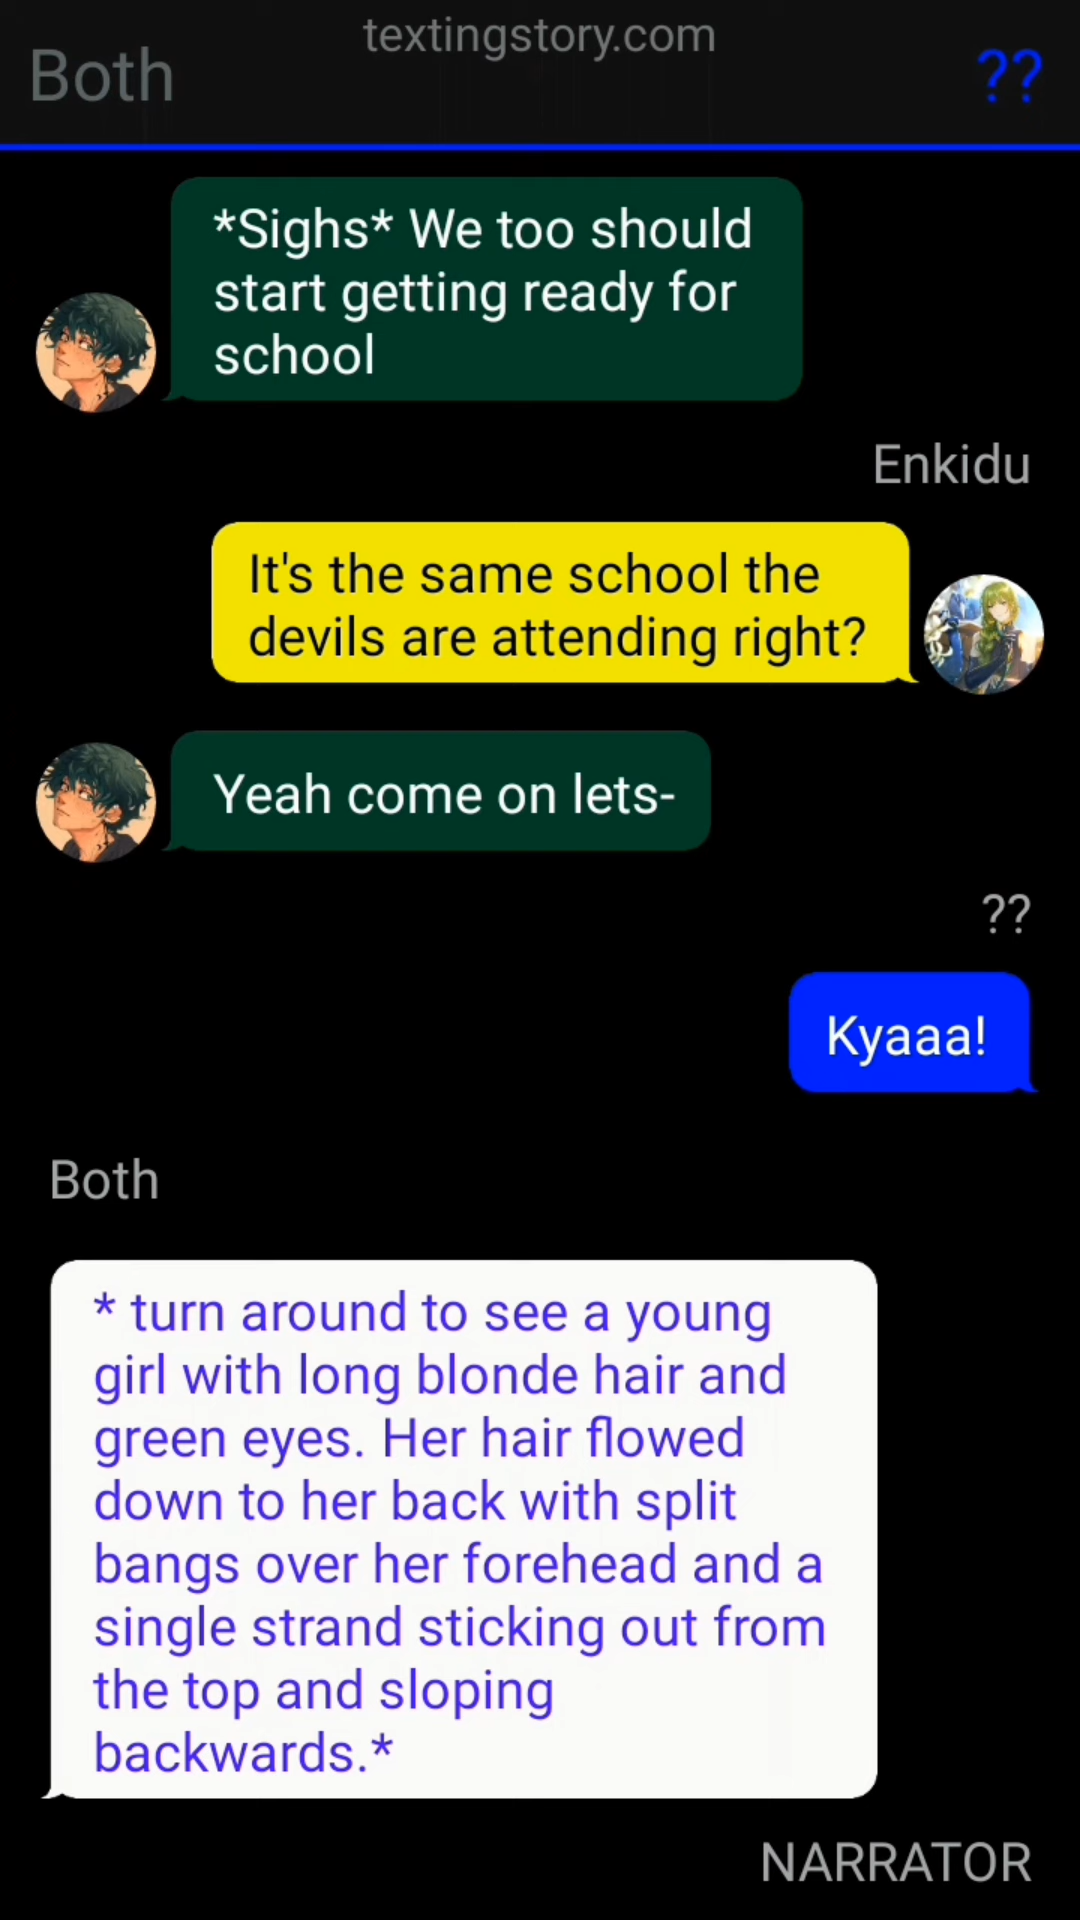 textingstory.com
Both
??
*Sighs* We too should
start getting ready for
school
Enkidu
It's the same school the
devils are attending right?
Yeah come on lets-
??
Kyaaa!
Both
* turn around to see a young
girl with long blonde hair and
green eyes. Her hair flowed
down to her back with split
bangs over her forehead and a
single strand sticking out from
the top and sloping
backwards.*
NARRATOR